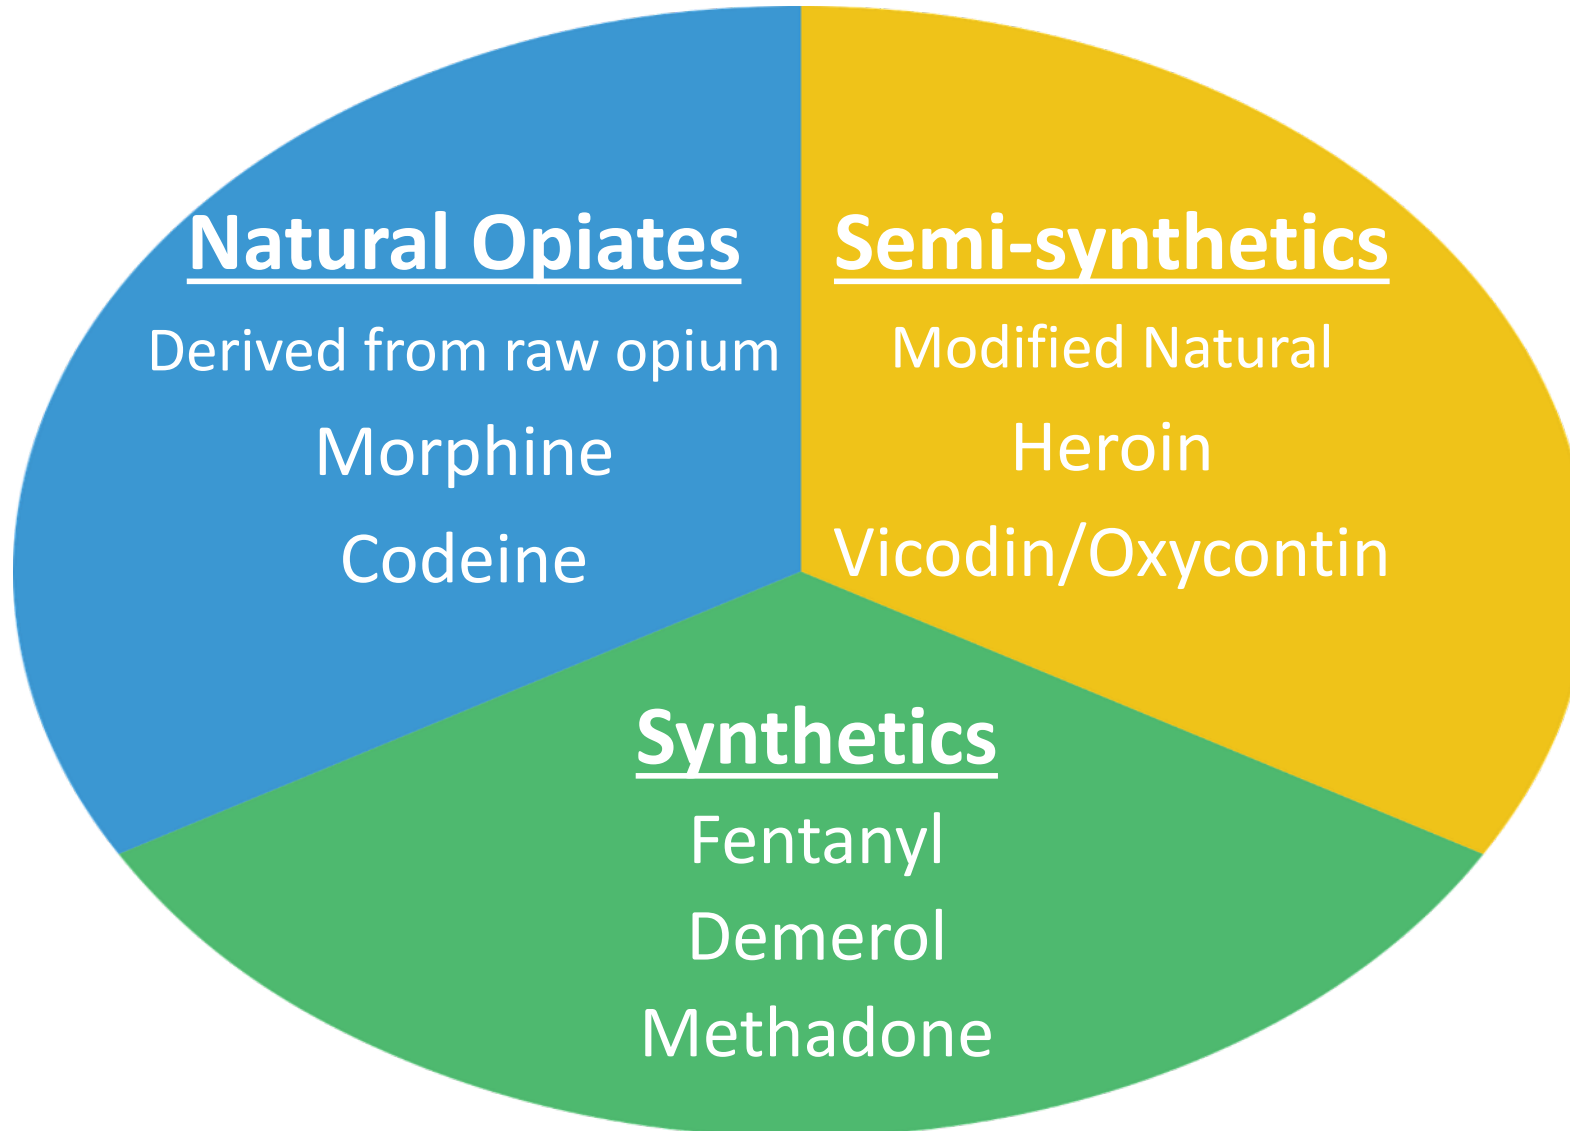 Natural Opiates
Derived from raw opium
Morphine
Codeine
Semi-synthetics
Modified Natural
Heroin
Vicodin/Oxycontin
Synthetics
Fentanyl
Demerol
Methadone